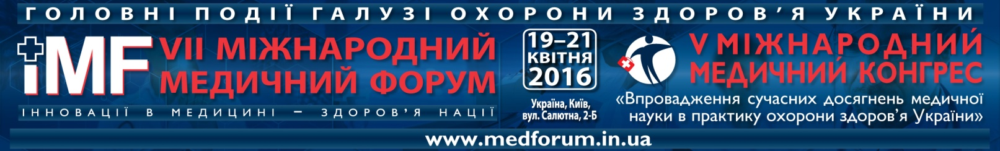 ГОЛОВНІ ПОДІЇ ГАЛУЗІ ОХОРОНИ ЗДОРОВ'Я УКРАЇНИ
iMF VII МІЖНАРОДНИЙ
МЕДИЧНИЙ ФОРУМ
ІННОВАЦІЇ В МЕДИЦИНІ – ЗДОРОВ'Я НАЦІЇ
19–21
КВІТНЯ
2016
Україна, Київ,
вул. Салютна, 2-Б
V МІЖНАРОДНИЙ
МЕДИЧНИЙ КОНГРЕС
«Впровадження сучасних досягнень медичної
науки в практику охорони здоров'я України»
www.medforum.in.ua